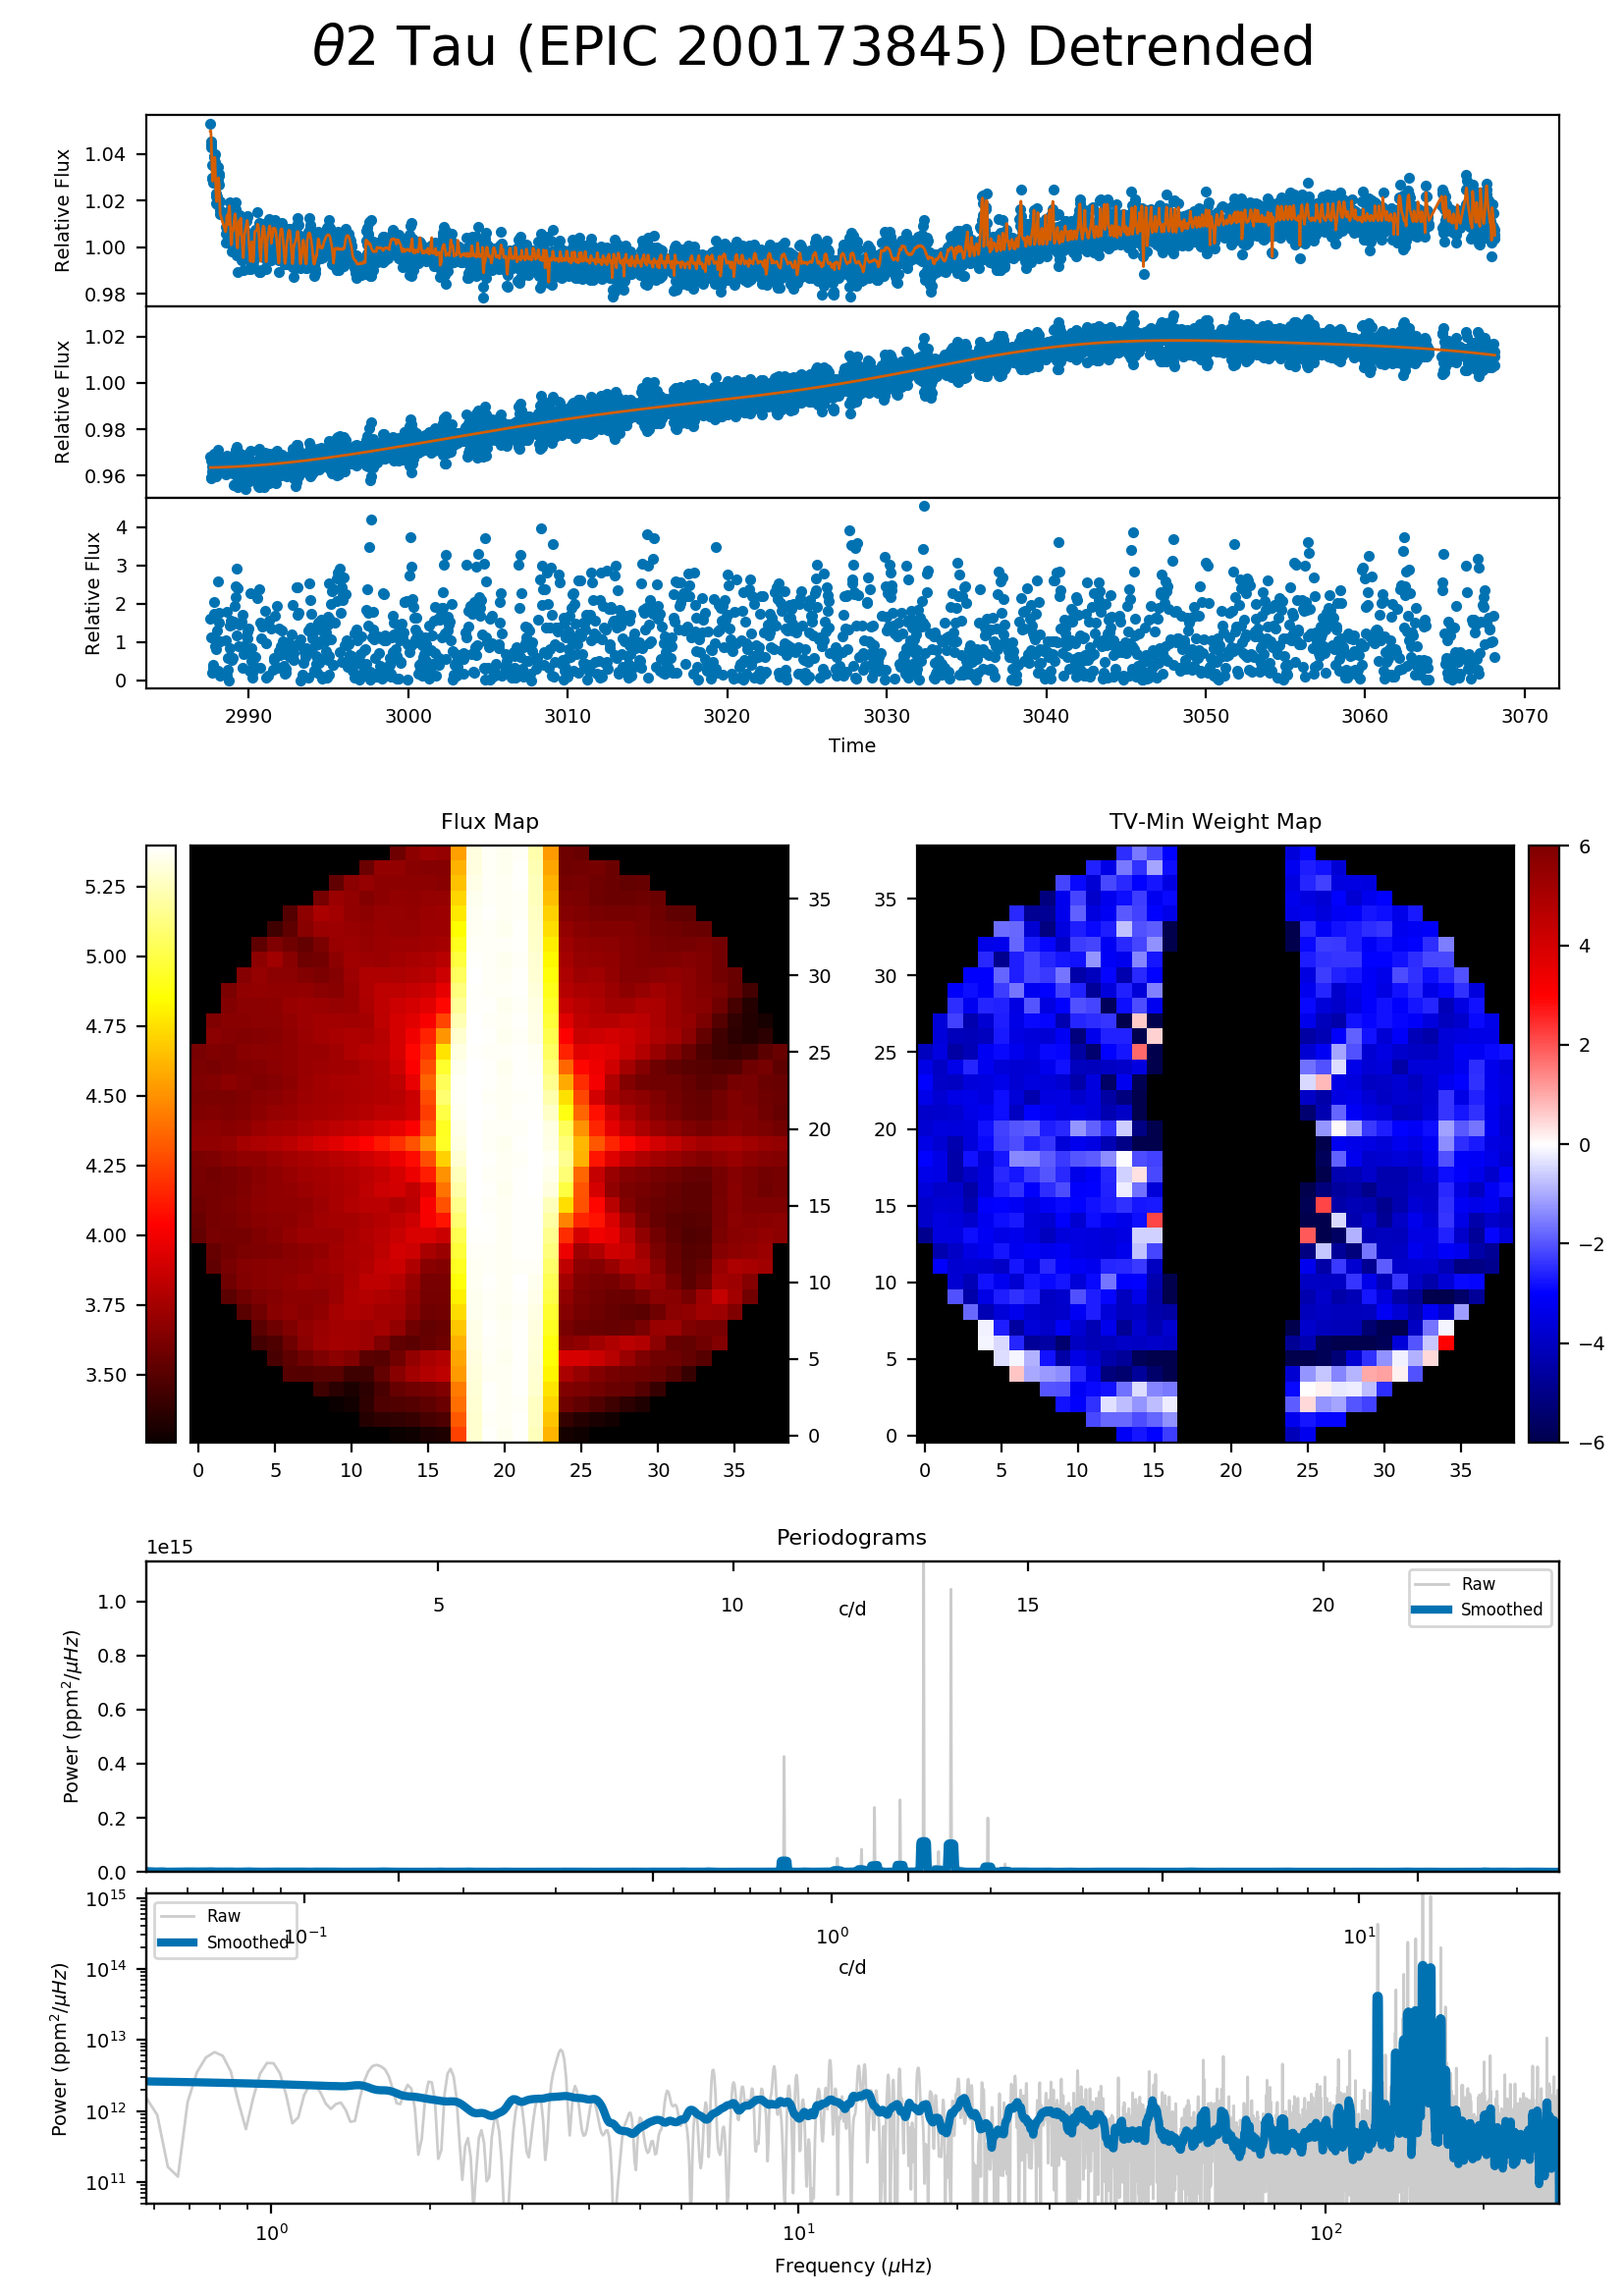 θ2 Tau (EPIC 200173845) Detrended
1.04
1.02
1.00
0.98
Relative Flux
1.02
1.00
0.98
0.96
Relative Flux
4
3
2
1
0
Relative Flux
2990 3000 3010 3020 3030 3040 3050 3060 3070
Time
Flux Map
5.25
5.00
4.75
4.50
4.25
4.00
3.75
3.50
35
30
25
20
15
10
5
0
0 5 10 15 20 25 30 35
TV-Min Weight Map
35
30
25
20
15
10
5
0
0 5 10 15 20 25 30 35
6
4
2
0
−2
−4
−6
Periodograms
1e15
1.0
0.8
0.6
0.4
0.2
0.0
Power (ppm²/μHz)
5 10 15 20
c/d
Raw
Smoothed
10¹⁵
10¹⁴
10¹³
10¹²
10¹¹
Power (ppm²/μHz)
Raw
Smoothed
10⁻¹ 10⁰ 10¹
c/d
10⁰ 10¹ 10²
Frequency (μHz)